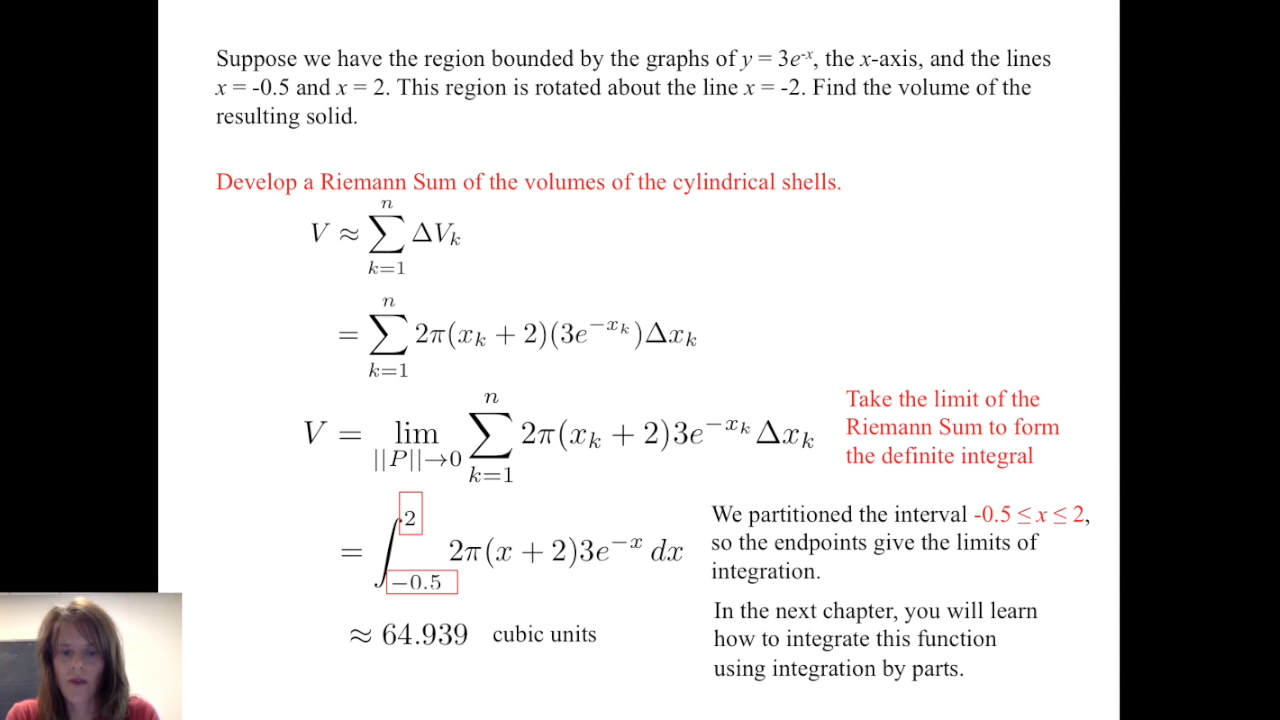 Suppose we have the region bounded by the graphs of y = 3e⁻ˣ, the x-axis, and the lines
x = -0.5 and x = 2. This region is rotated about the line x = -2. Find the volume of the
resulting solid.
Develop a Riemann Sum of the volumes of the cylindrical shells.
V ≈ \sum_{k=1}^{n} ΔV_k
= \sum_{k=1}^{n} 2π(x_k + 2)(3e^{-x_k})Δx_k
V = \lim_{||P||→0} \sum_{k=1}^{n} 2π(x_k + 2)3e^{-x_k} Δx_k
Take the limit of the
Riemann Sum to form
the definite integral
= \int_{-0.5}^{2} 2π(x + 2)3e^{-x} dx
We partitioned the interval -0.5 ≤ x ≤ 2,
so the endpoints give the limits of
integration.
≈ 64.939 cubic units
In the next chapter, you will learn
how to integrate this function
using integration by parts.